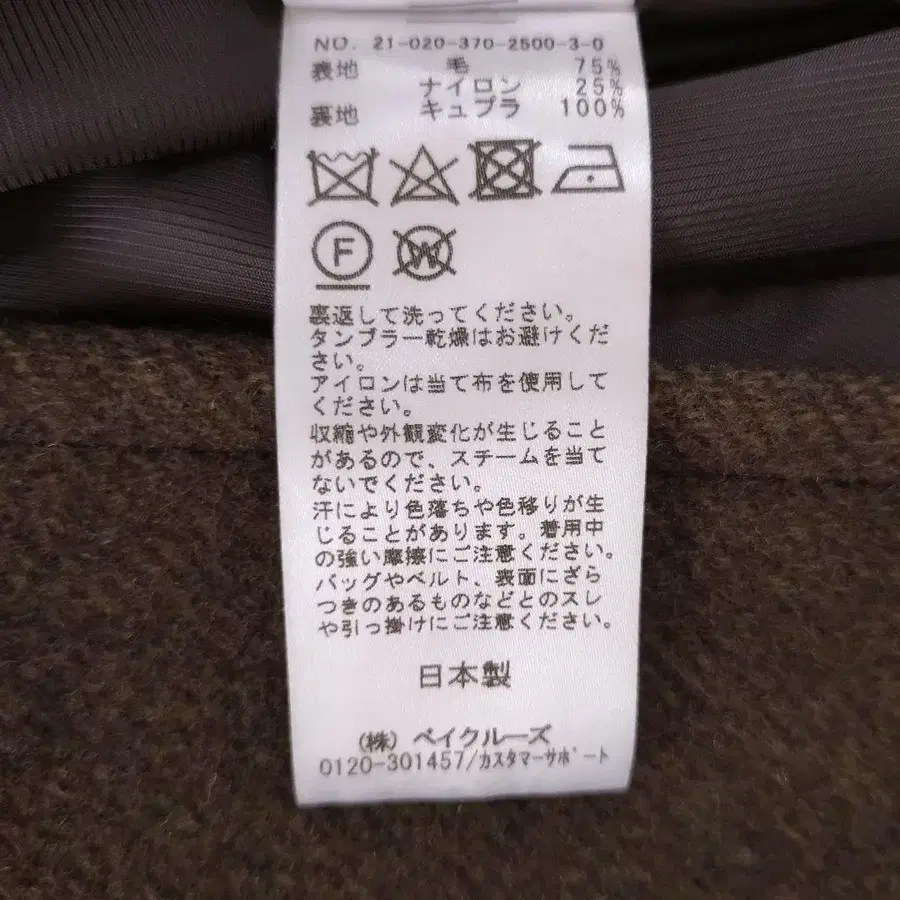 NO. 21-020-370-2500-3-0
表地 毛 75%
ナイロン 25%
裏地 キュプラ 100%
F
W
裏返して洗ってください。
タンブラー乾燥はお避けくだ
さい。
アイロンは当て布を使用して
ください。
収縮や外観変化が生じること
があるので、スチームを当て
ないでください。
汗により色落ちや色移りが生
じることがあります。着用中
の強い摩擦にご注意ください。
バッグやベルト、表面にざら
つきのあるものなどとのスレ
や引っ掛けにご注意ください。
日本製
(株) ベイクルーズ
0120-301457/カスタマーサポート